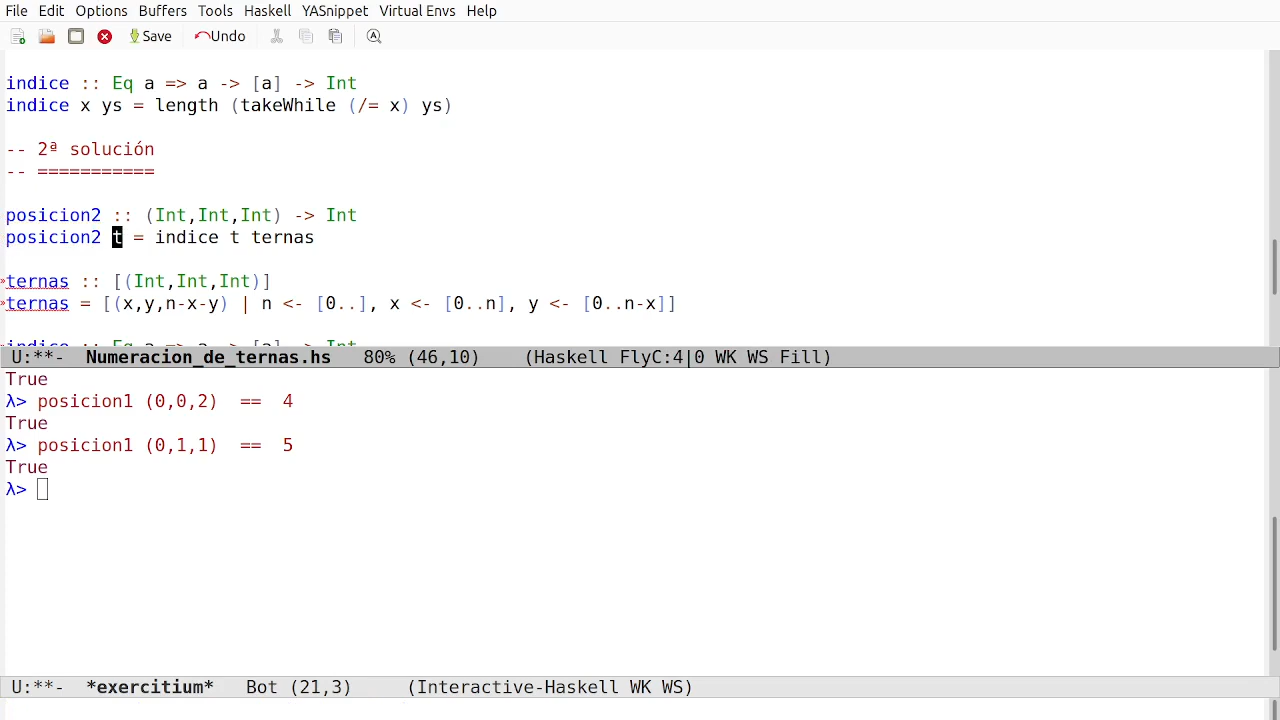 File Edit Options Buffers Tools Haskell YASnippet Virtual Envs Help
Save Undo
indice :: Eq a => a -> [a] -> Int
indice x ys = length (takeWhile (/= x) ys)
-- 2ª solución
-- ===========
posicion2 :: (Int,Int,Int) -> Int
posicion2 t = indice t ternas
»ternas :: [(Int,Int,Int)]
»ternas = [(x,y,n-x-y) | n <- [0..], x <- [0..n], y <- [0..n-x]]
»indice :: Eq a => a -> [a] -> Int
U:**-  Numeracion_de_ternas.hs   80% (46,10)    (Haskell FlyC:4|0 WK WS Fill)
True
λ> posicion1 (0,0,2)  ==  4
True
λ> posicion1 (0,1,1)  ==  5
True
λ>
U:**-  *exercitium*   Bot (21,3)     (Interactive-Haskell WK WS)